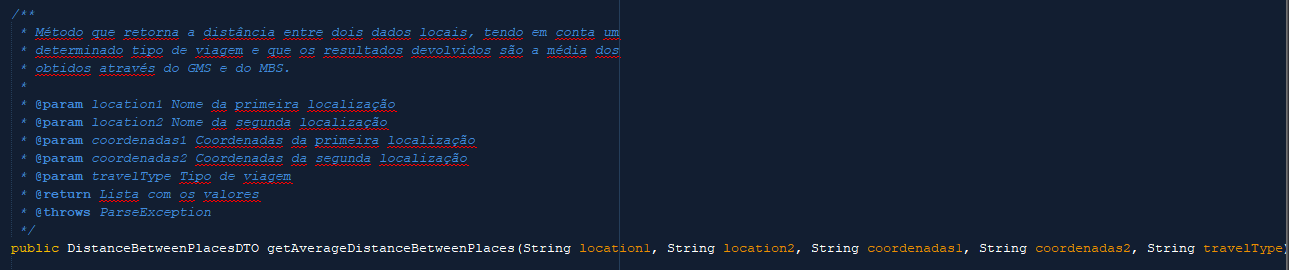 /**
* Método que retorna a distância entre dois dados locais, tendo em conta um
* determinado tipo de viagem e que os resultados devolvidos são a média dos
* obtidos através do GMS e do MBS.
*
* @param location1 Nome da primeira localização
* @param location2 Nome da segunda localização
* @param coordenadas1 Coordenadas da primeira localização
* @param coordenadas2 Coordenadas da segunda localização
* @param travelType Tipo de viagem
* @return Lista com os valores
* @throws ParseException
*/
public DistanceBetweenPlacesDTO getAverageDistanceBetweenPlaces(String location1, String location2, String coordenadas1, String coordenadas2, String travelType)